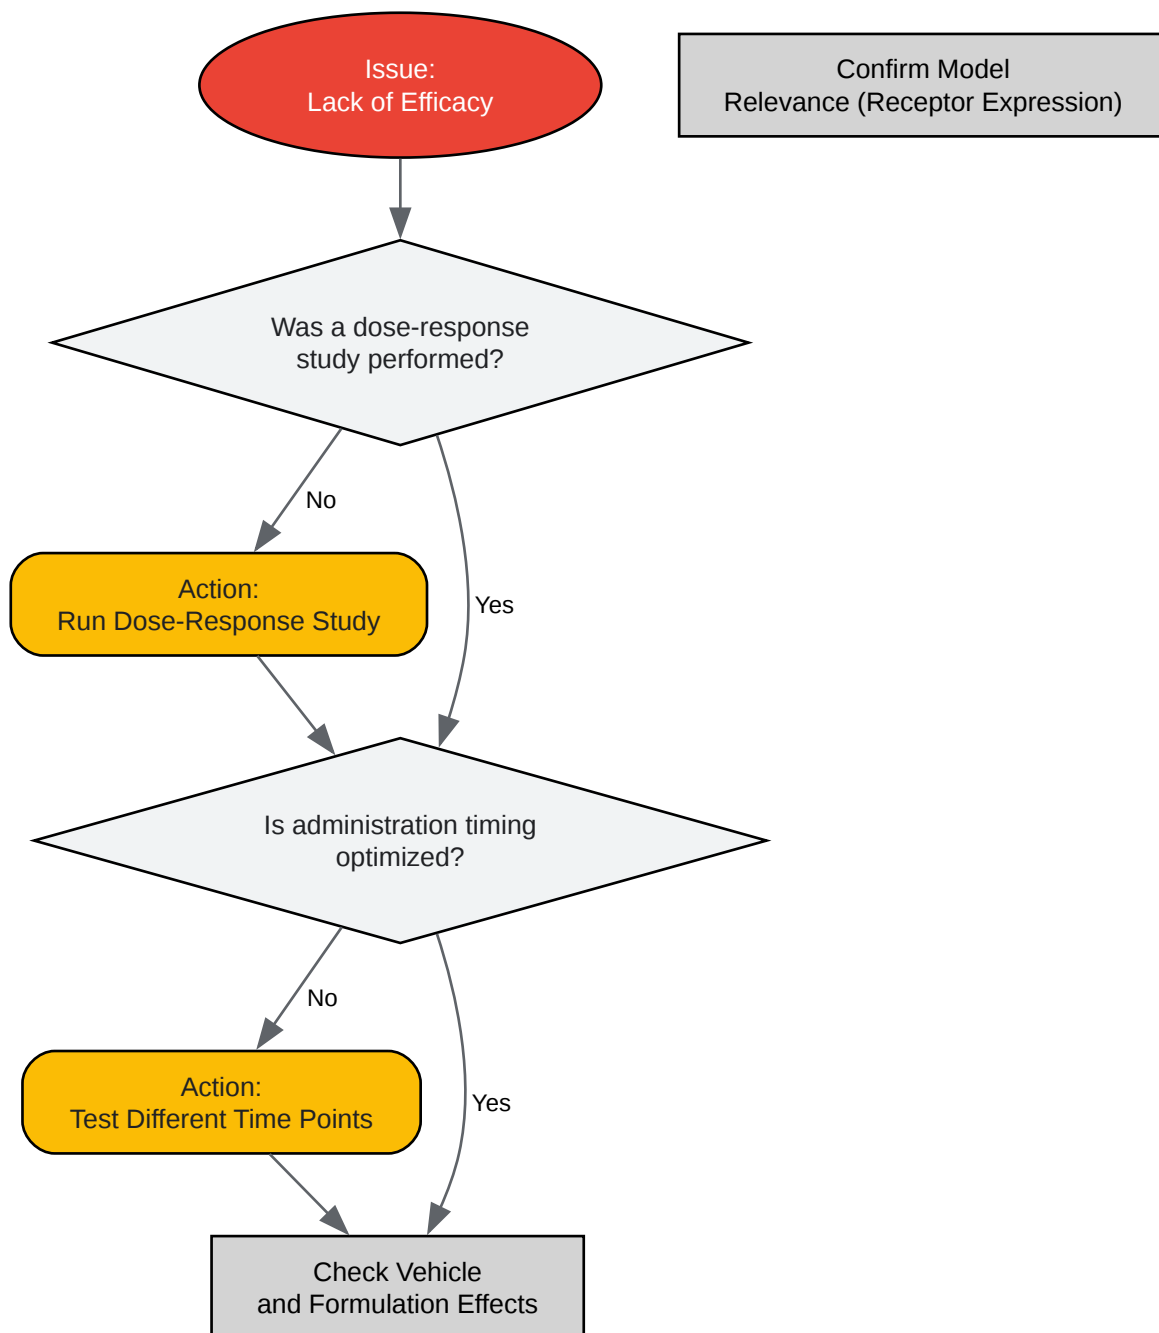 Issue:
Lack of Efficacy
Confirm Model
Relevance (Receptor Expression)
Was a dose-response
study performed?
No
Action:
Run Dose-Response Study
Yes
Is administration timing
optimized?
No
Action:
Test Different Time Points
Yes
Check Vehicle
and Formulation Effects